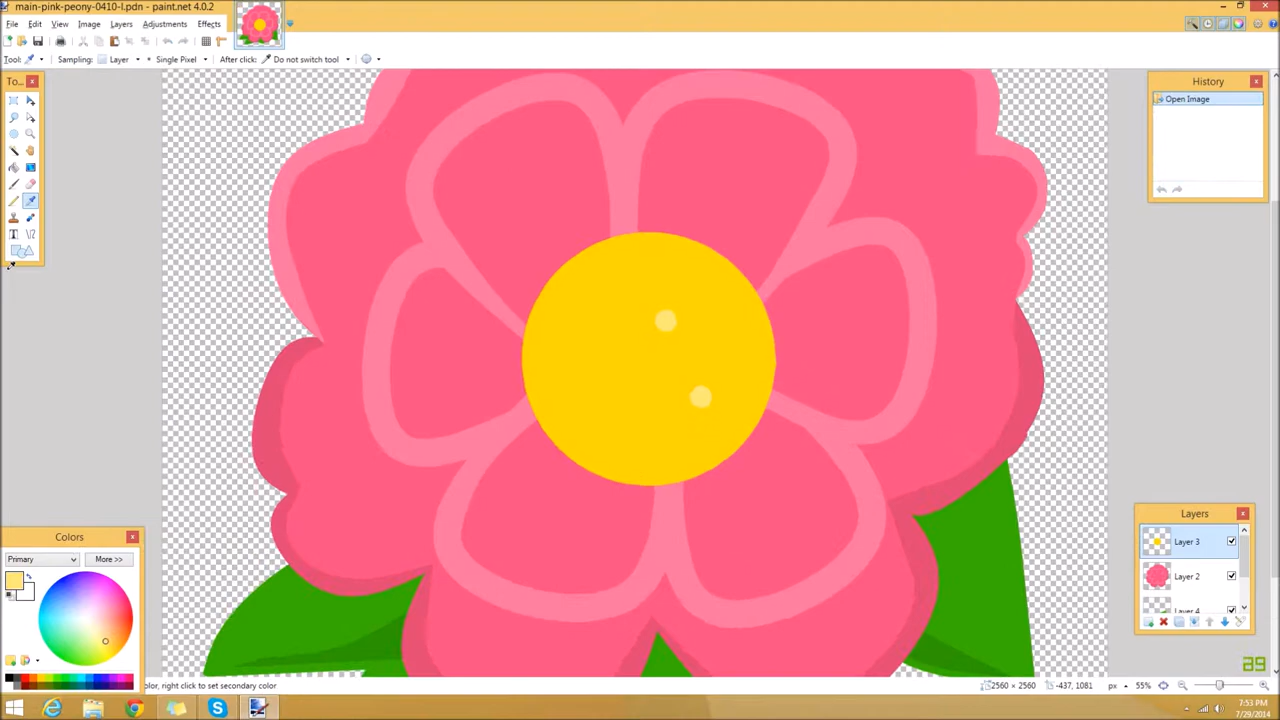 main-pink-peony-0410-l.pdn - paint.net 4.0.2
File Edit View Image Layers Adjustments Effects
Tool: Sampling: Layer Single Pixel After click: Do not switch tool
To...
History
Open Image
T
Layers
Layer 3
Layer 2
Layer 4
Colors
Primary More >>
olor, right click to set secondary color
2560 × 2560 -437, 1081 px 55%
29
7:53 PM
7/29/2014